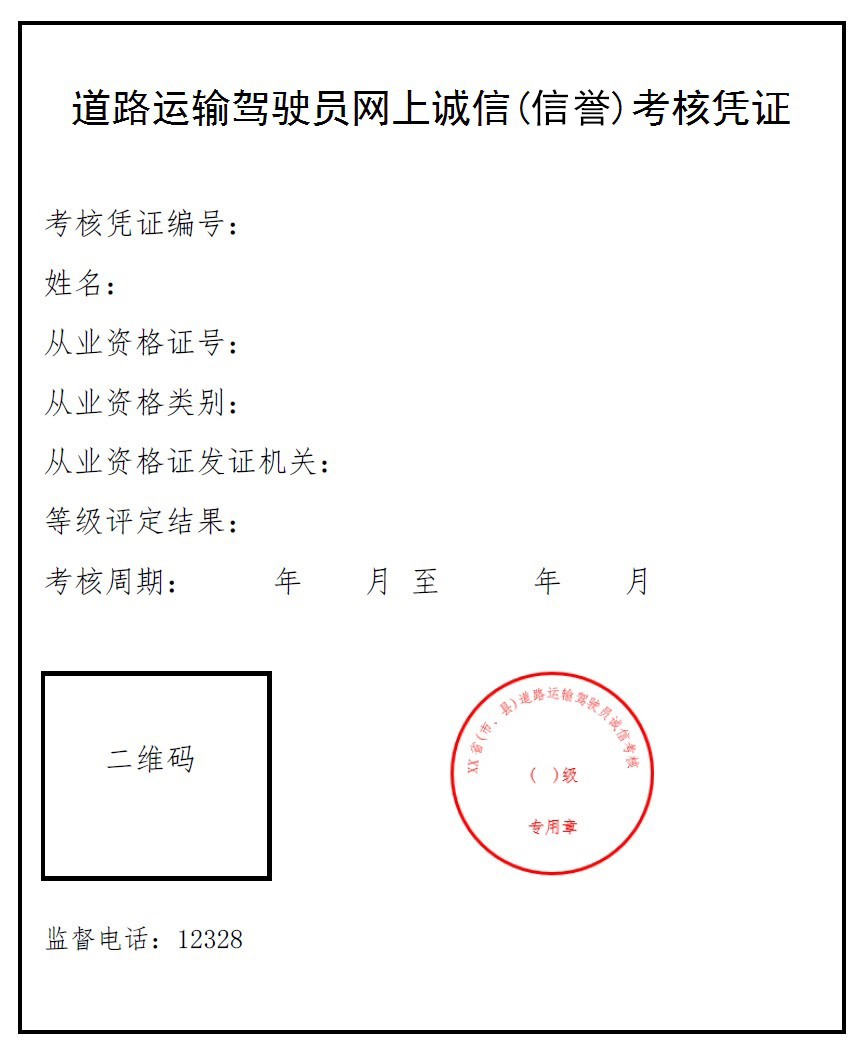 道路运输驾驶员网上诚信(信誉)考核凭证
考核凭证编号：
姓名：
从业资格证号：
从业资格类别：
从业资格证发证机关：
等级评定结果：
考核周期： 年 月 至 年 月
二维码
XX省(市、县)道路运输驾驶员诚信考核
( )级
专用章
监督电话：12328